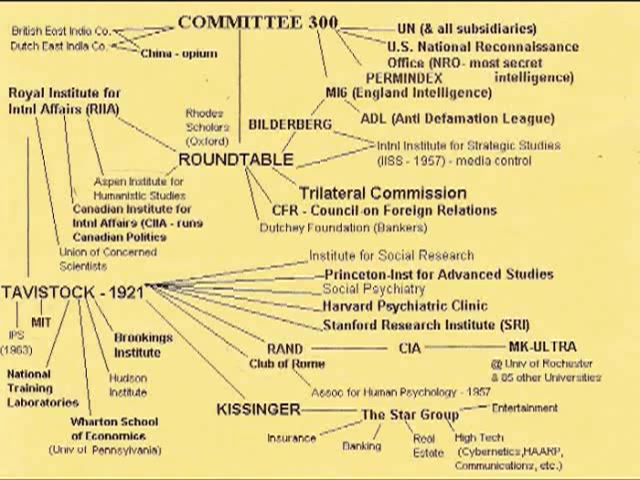 COMMITTEE 300
British East India Co.
Dutch East India Co.
China - opium
UN (& all subsidiaries)
U.S. National Reconnaissance
Office (NRO- most secret
PERMINDEX intelligence)
MI6 (England Intelligence)
Royal Institute for
Intnl Affairs (RIIA)
Rhodes
Scholors
(Oxford)
BILDERBERG
ADL (Anti Defamation League)
Intnl Institute for Strategic Studies
(IISS - 1957) - media control
ROUNDTABLE
Aspen Institute for
Humanistic Studies
Trilateral Commission
Canadian Institute for
Intnl Affairs (CIIA - runs
Canadian Politics
CFR - Council on Foreign Relations
Dutchey Foundation (Bankers)
Union of Concerned
Scientists
Institute for Social Research
Princeton-Inst for Advanced Studies
TAVISTOCK - 1921
Social Psychiatry
Harvard Psychiatric Clinic
Stanford Research Institute (SRI)
MIT
IPS
(1963)
Brookings
Institute
RAND
CIA
MK-ULTRA
Club of Rome
@ Univ of Rochester
& 85 other Universities
National
Training
Laboratories
Hudson
Institute
Assoc for Human Psychology - 1957
KISSINGER
The Star Group
Entertainment
Wharton School
of Economics
(Univ of Pennsylvania)
Insurance
Banking
Real
Estate
High Tech
(Cybernetics,HAARP,
Communicationz, etc.)